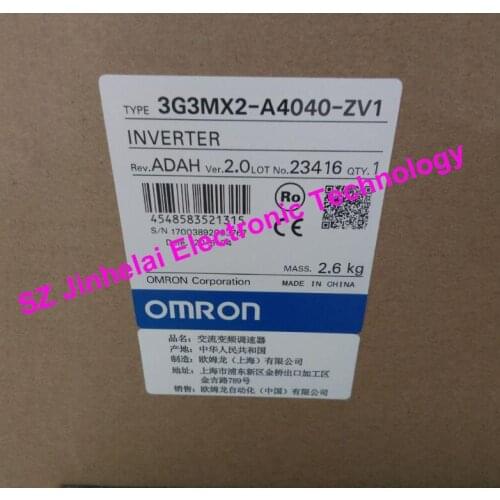 TYPE 3G3MX2-A4040-ZV1
INVERTER
Rev. ADAH Ver. 2.0 LOT No. 23416 QTY. 1
Ro
4548583521315
S/N
CE
MASS. 2.6 kg
OMRON Corporation MADE IN CHINA
OMRON
品名: 交流变频调速器
产地: 中华人民共和国
制造: 欧姆龙（上海）有限公司
地址: 上海市浦东新区金桥出口加工区
金吉路789号
销售: 欧姆龙自动化（中国）有限公司
SZ Jinhelai Electronic Technology